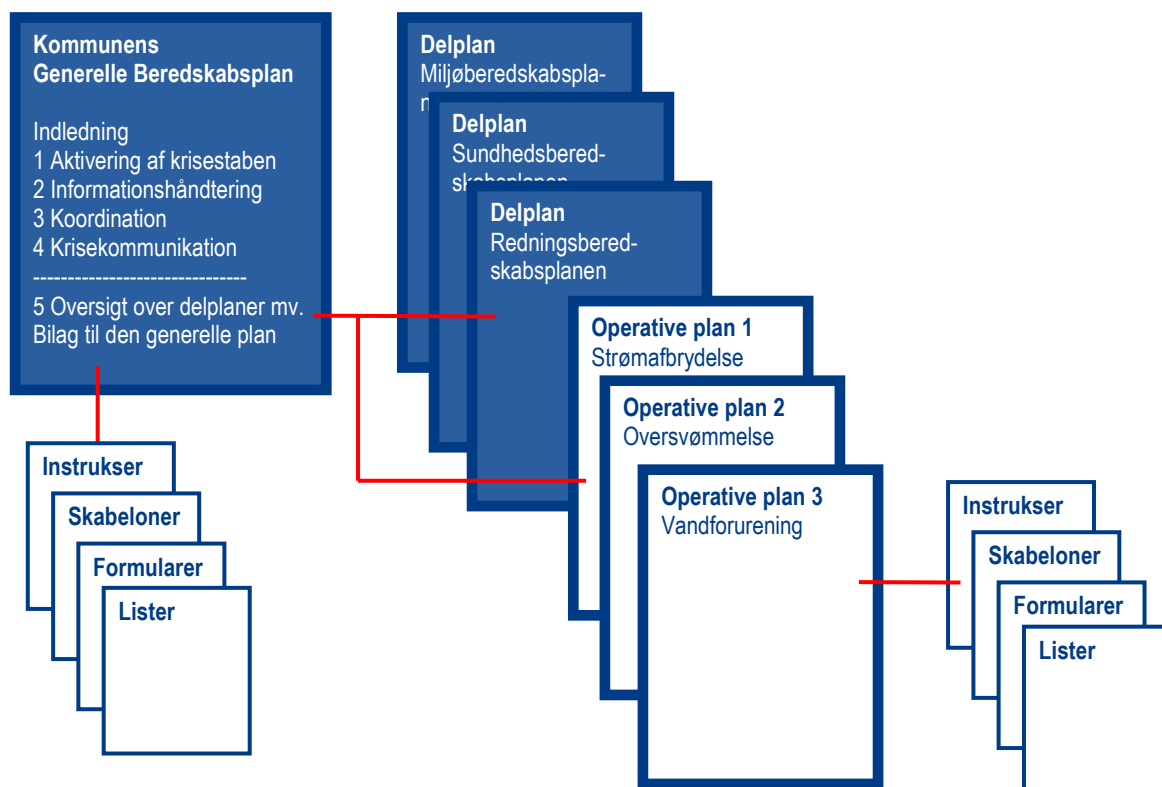 Kommunens
Generelle Beredskabsplan
Indledning
1 Aktivering af krisestaben
2 Informationshåndtering
3 Koordination
4 Krisekommunikation
-------------------------------
5 Oversigt over delplaner mv.
Bilag til den generelle plan
Instrukser
Skabeloner
Formularer
Lister
Delplan
Miljøberedskabspla-
n
Delplan
Sundhedsbered-
skabsplanen
Delplan
Redningsbered-
skabsplanen
Operative plan 1
Strømafbrydelse
Operative plan 2
Oversvømmelse
Operative plan 3
Vandforurening
Instrukser
Skabeloner
Formularer
Lister